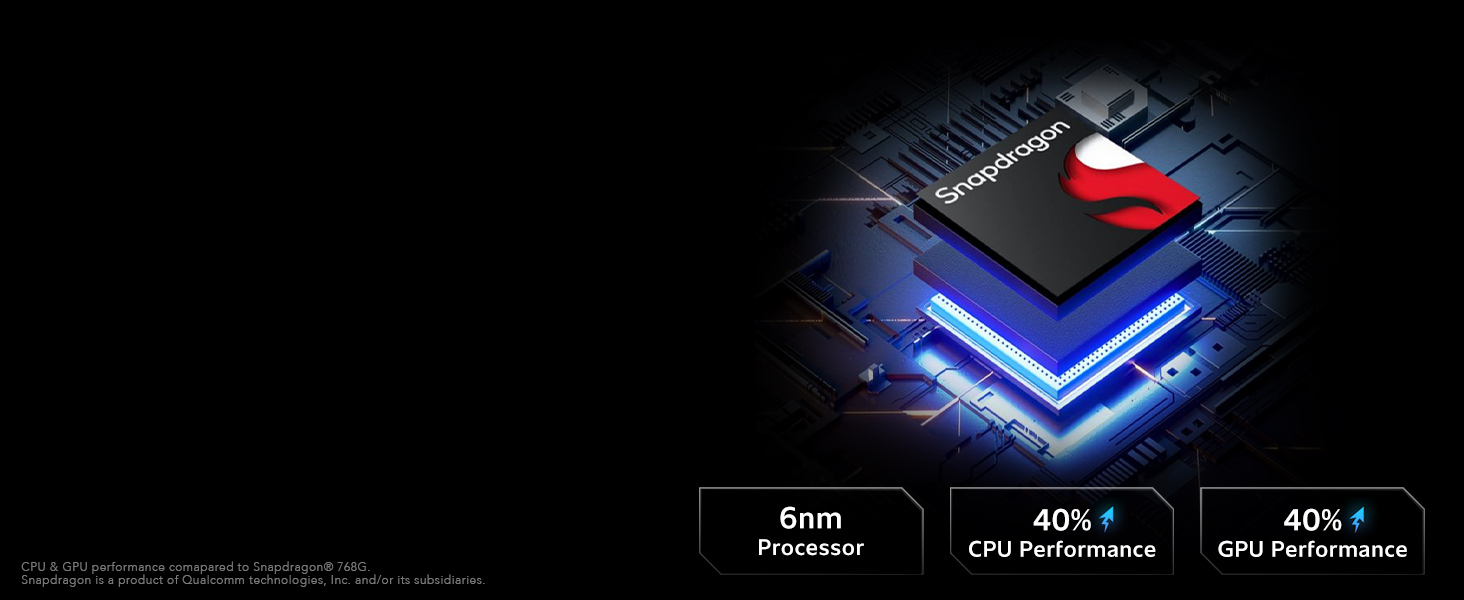 Snapdragon
6nm
Processor
40%
CPU Performance
40%
GPU Performance
CPU & GPU performance comapared to Snapdragon® 768G.
Snapdragon is a product of Qualcomm technologies, Inc. and/or its subsidiaries.